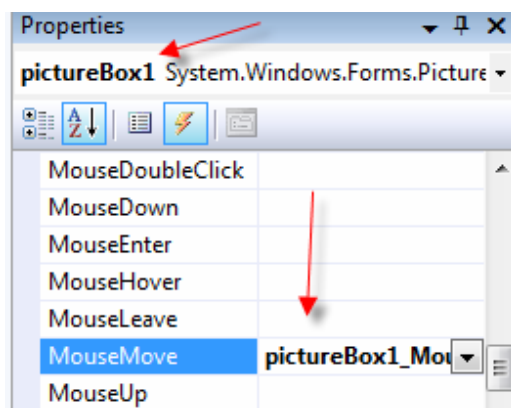 Properties
pictureBox1 System.Windows.Forms.Picture
MouseDoubleClick
MouseDown
MouseEnter
MouseHover
MouseLeave
MouseMove pictureBox1_Mou
MouseUp